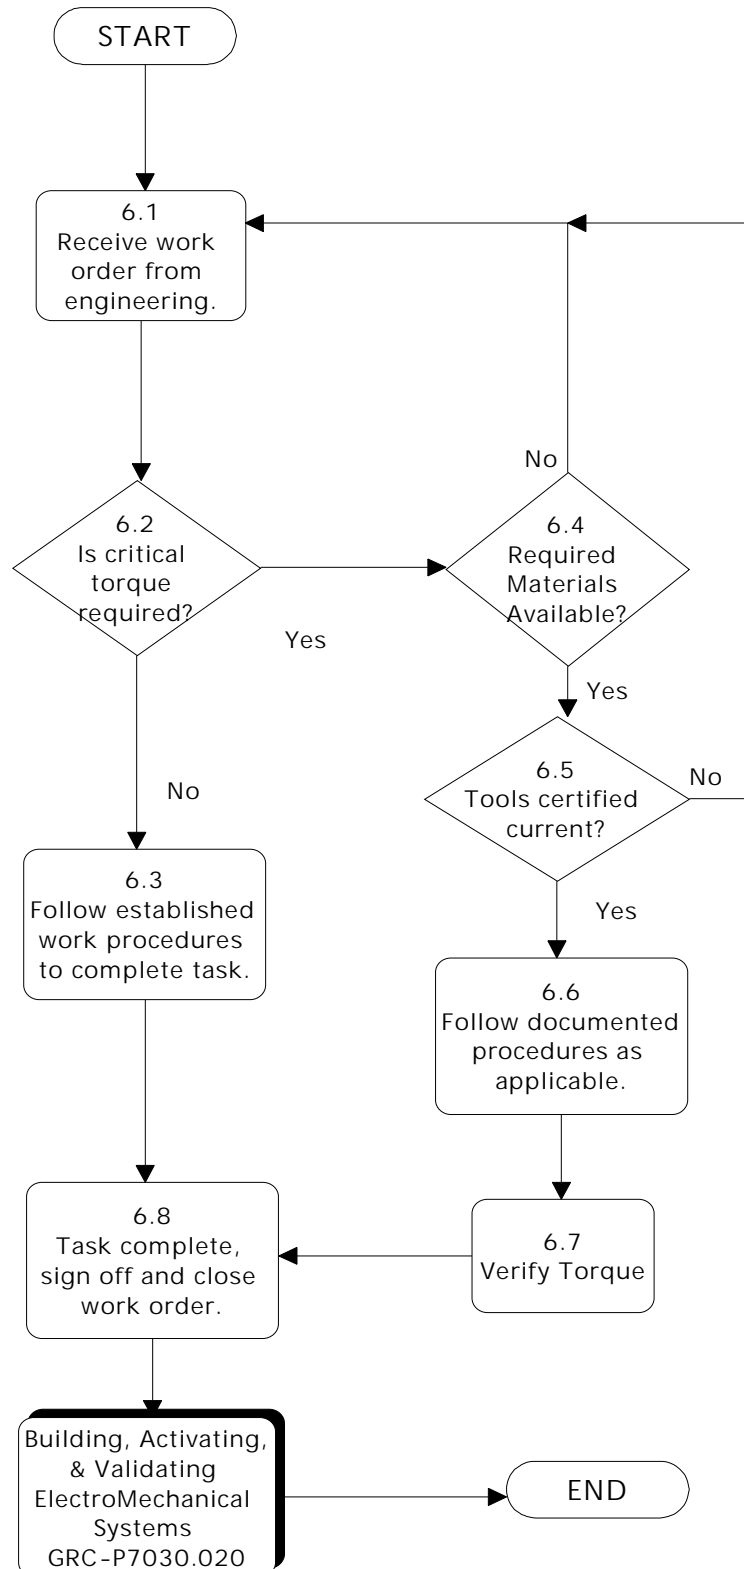 START
6.1
Receive work
order from
engineering.
No
6.2
Is critical
torque
required?
6.4
Required
Materials
Available?
Yes
Yes
6.5
Tools certified
current?
No
No
6.3
Follow established
work procedures
to complete task.
Yes
6.6
Follow documented
procedures as
applicable.
6.8
Task complete,
sign off and close
work order.
6.7
Verify Torque
Building, Activating,
& Validating
ElectroMechanical
Systems
GRC-P7030.020
END